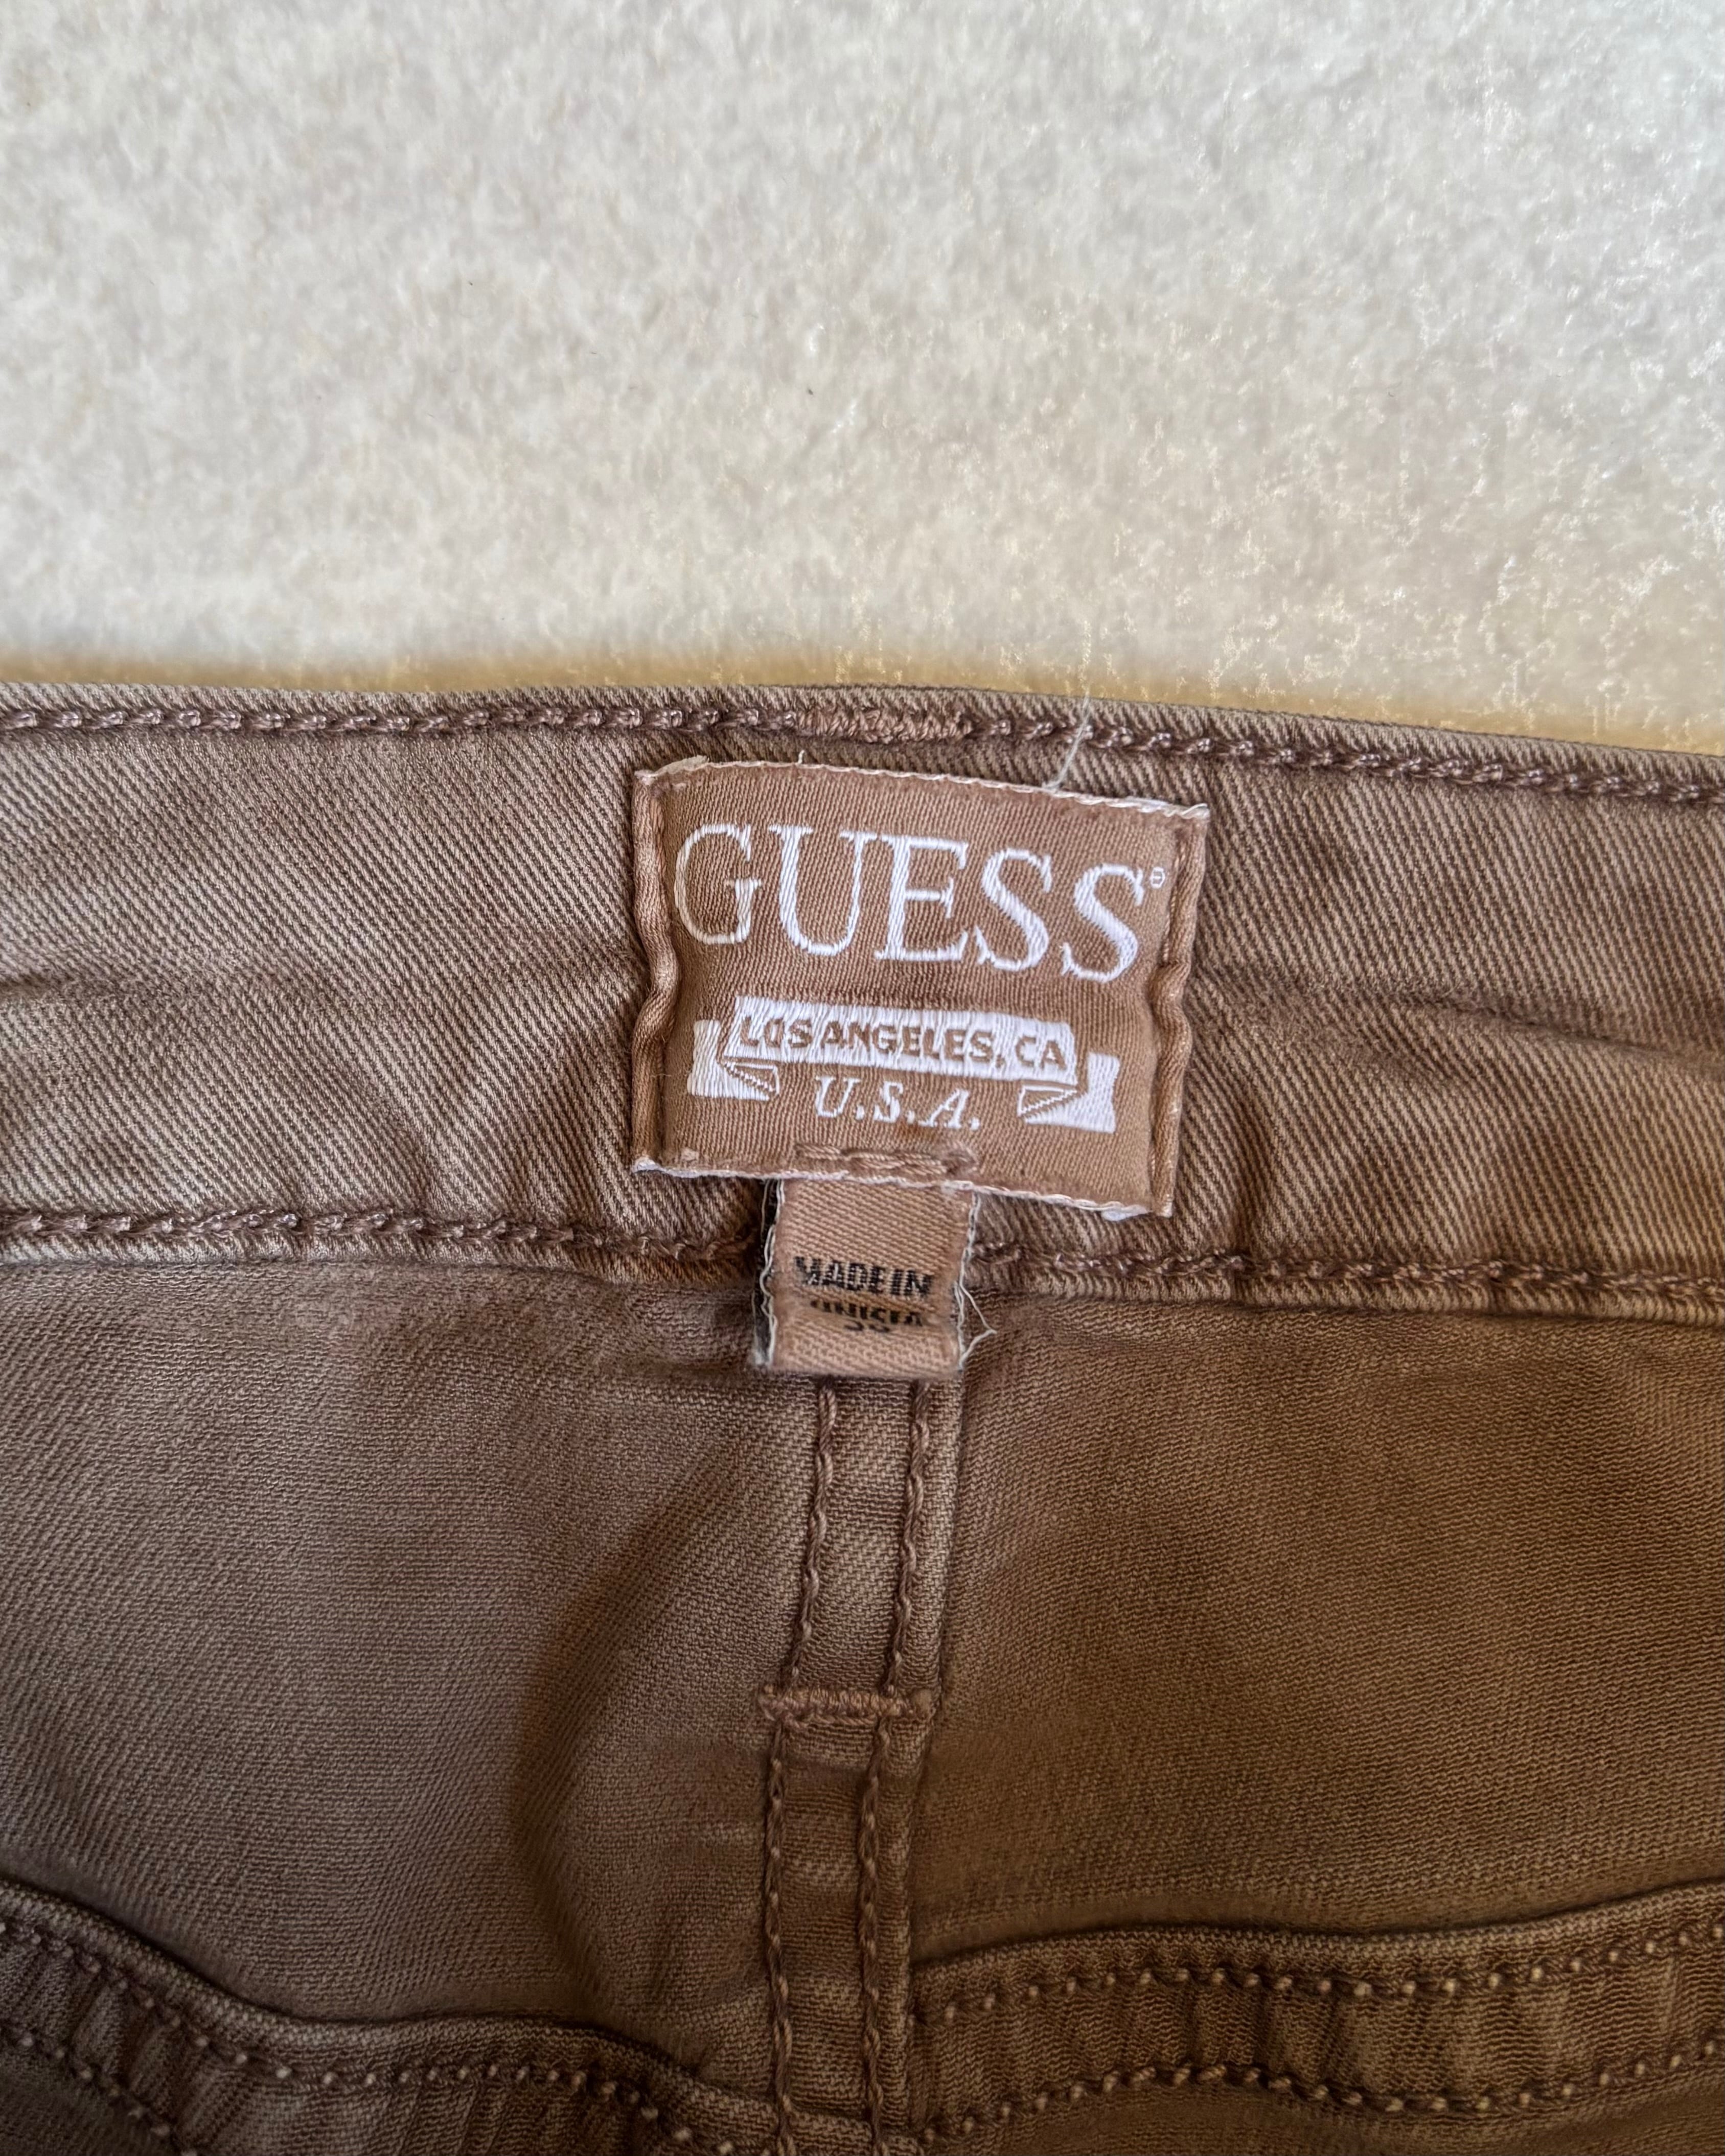 GUESS®
LOS ANGELES, CA
U.S.A.
MADE IN